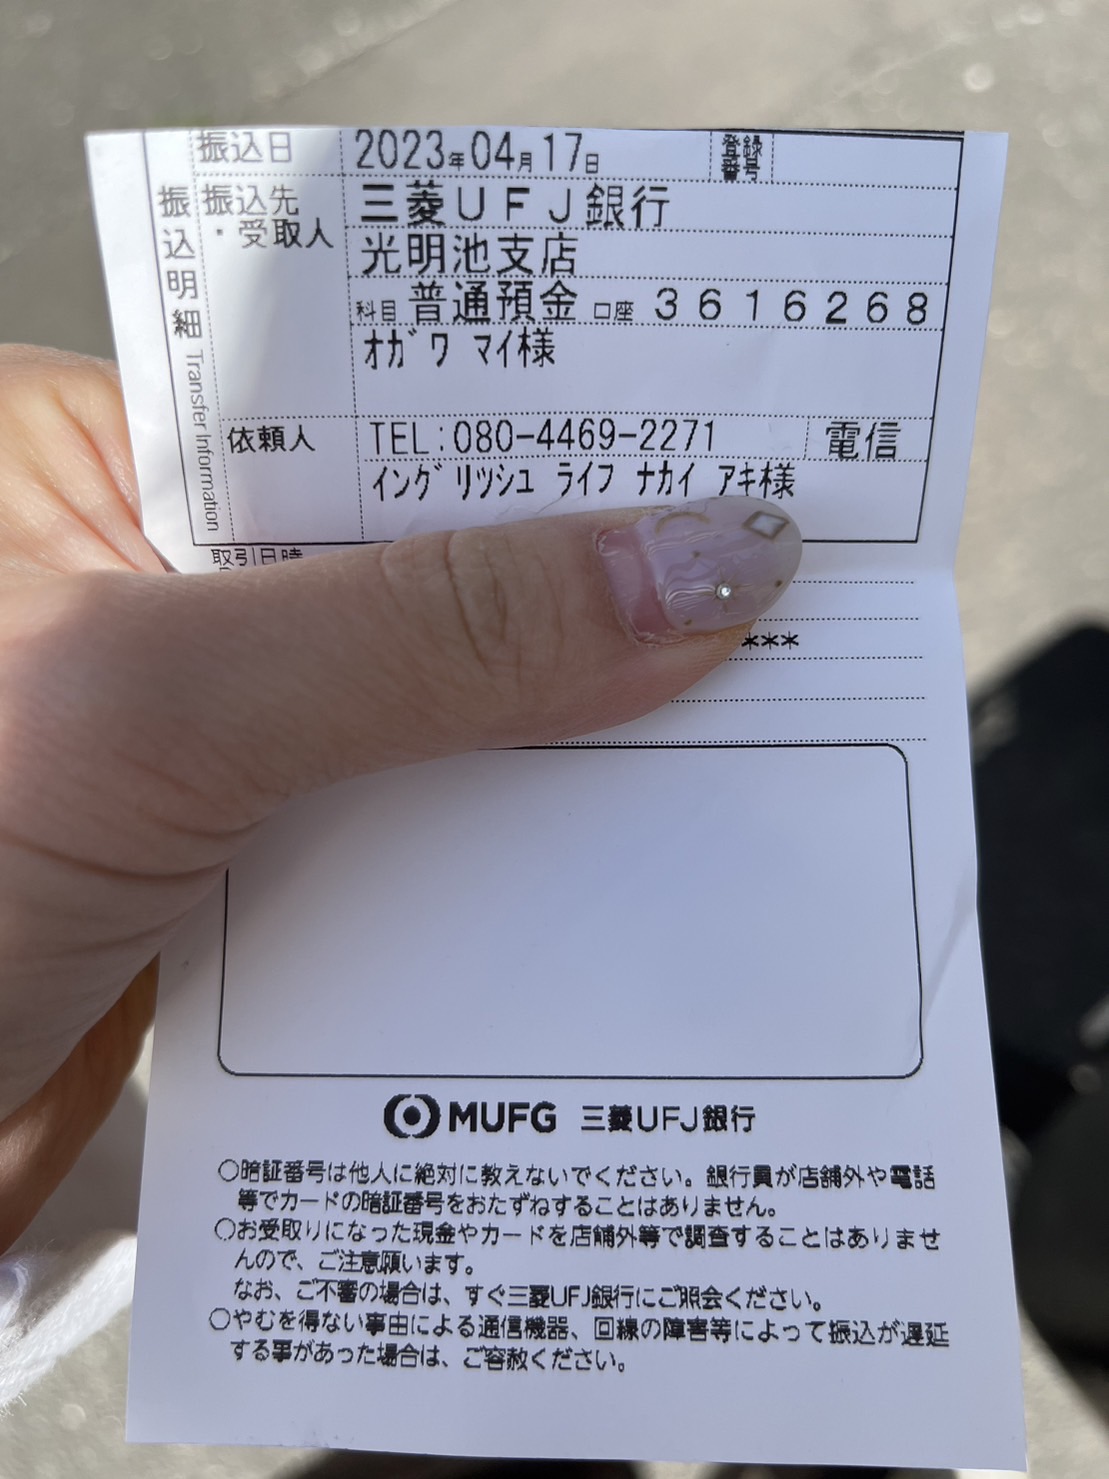 振込日 2023年04月17日 登録番号
振込明細 Transfer Information
振込先・受取人 三菱UFJ銀行
光明池支店
科目 普通預金 口座 3616268
オガワ マイ様
依頼人 TEL:080-4469-2271 電信
イングリッシュ ライフ ナカイ アキ様
取引日時
***
MUFG 三菱UFJ銀行
○暗証番号は他人に絶対に教えないでください。銀行員が店舗外や電話
等でカードの暗証番号をおたずねすることはありません。
○お受取りになった現金やカードを店舗外等で調査することはありませ
んので、ご注意願います。
なお、ご不審の場合は、すぐ三菱UFJ銀行にご照会ください。
○やむを得ない事由による通信機器、回線の障害等によって振込が遅延
する事があった場合は、ご容赦ください。